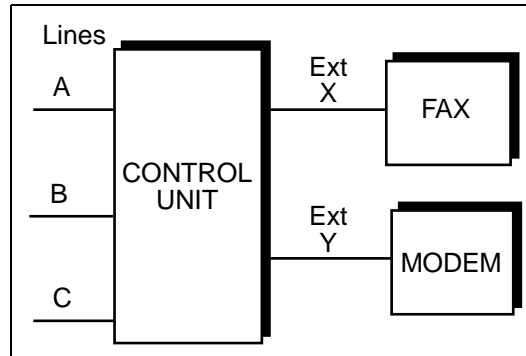 Lines
A
B
C
CONTROL
UNIT
Ext
X
FAX
Ext
Y
MODEM